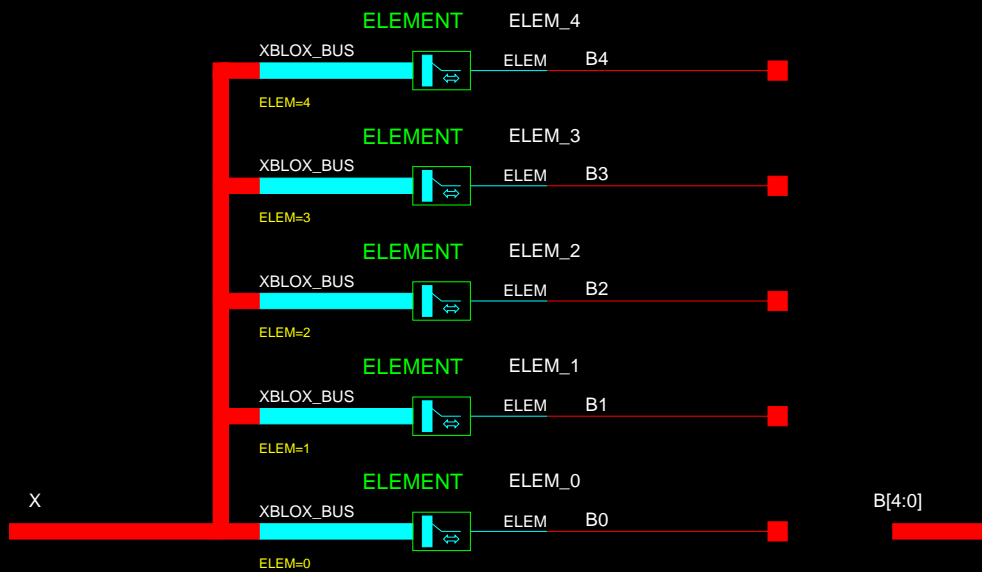 ELEMENT ELEM_4
XBLOX_BUS ELEM B4
ELEM=4
ELEMENT ELEM_3
XBLOX_BUS ELEM B3
ELEM=3
ELEMENT ELEM_2
XBLOX_BUS ELEM B2
ELEM=2
ELEMENT ELEM_1
XBLOX_BUS ELEM B1
ELEM=1
ELEMENT ELEM_0
X XBLOX_BUS ELEM B0 B[4:0]
ELEM=0